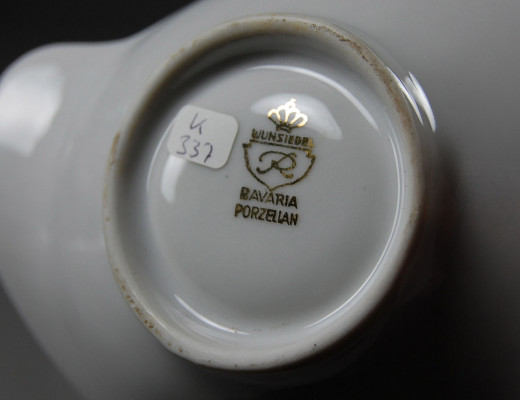 K
337
WUNSIEDEL
R
BAVARIA
PORZELLAN